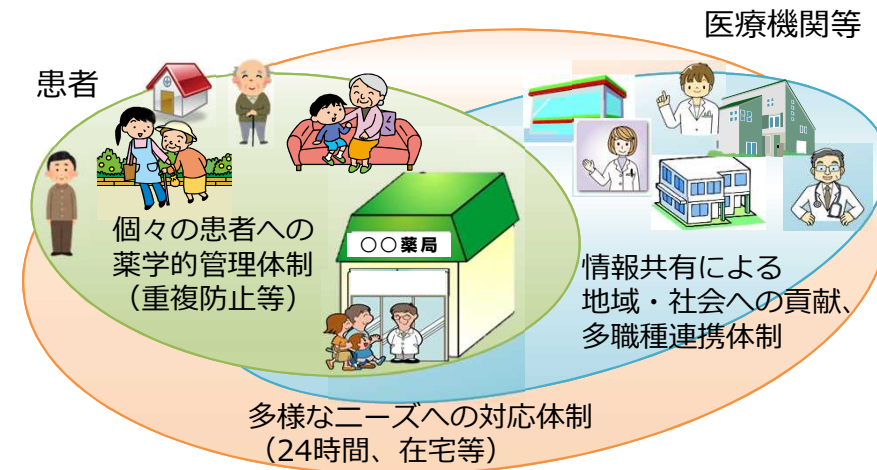 医療機関等
患者
○○薬局
個々の患者への
薬学的管理体制
（重複防止等）
情報共有による
地域・社会への貢献、
多職種連携体制
多様なニーズへの対応体制
（24時間、在宅等）